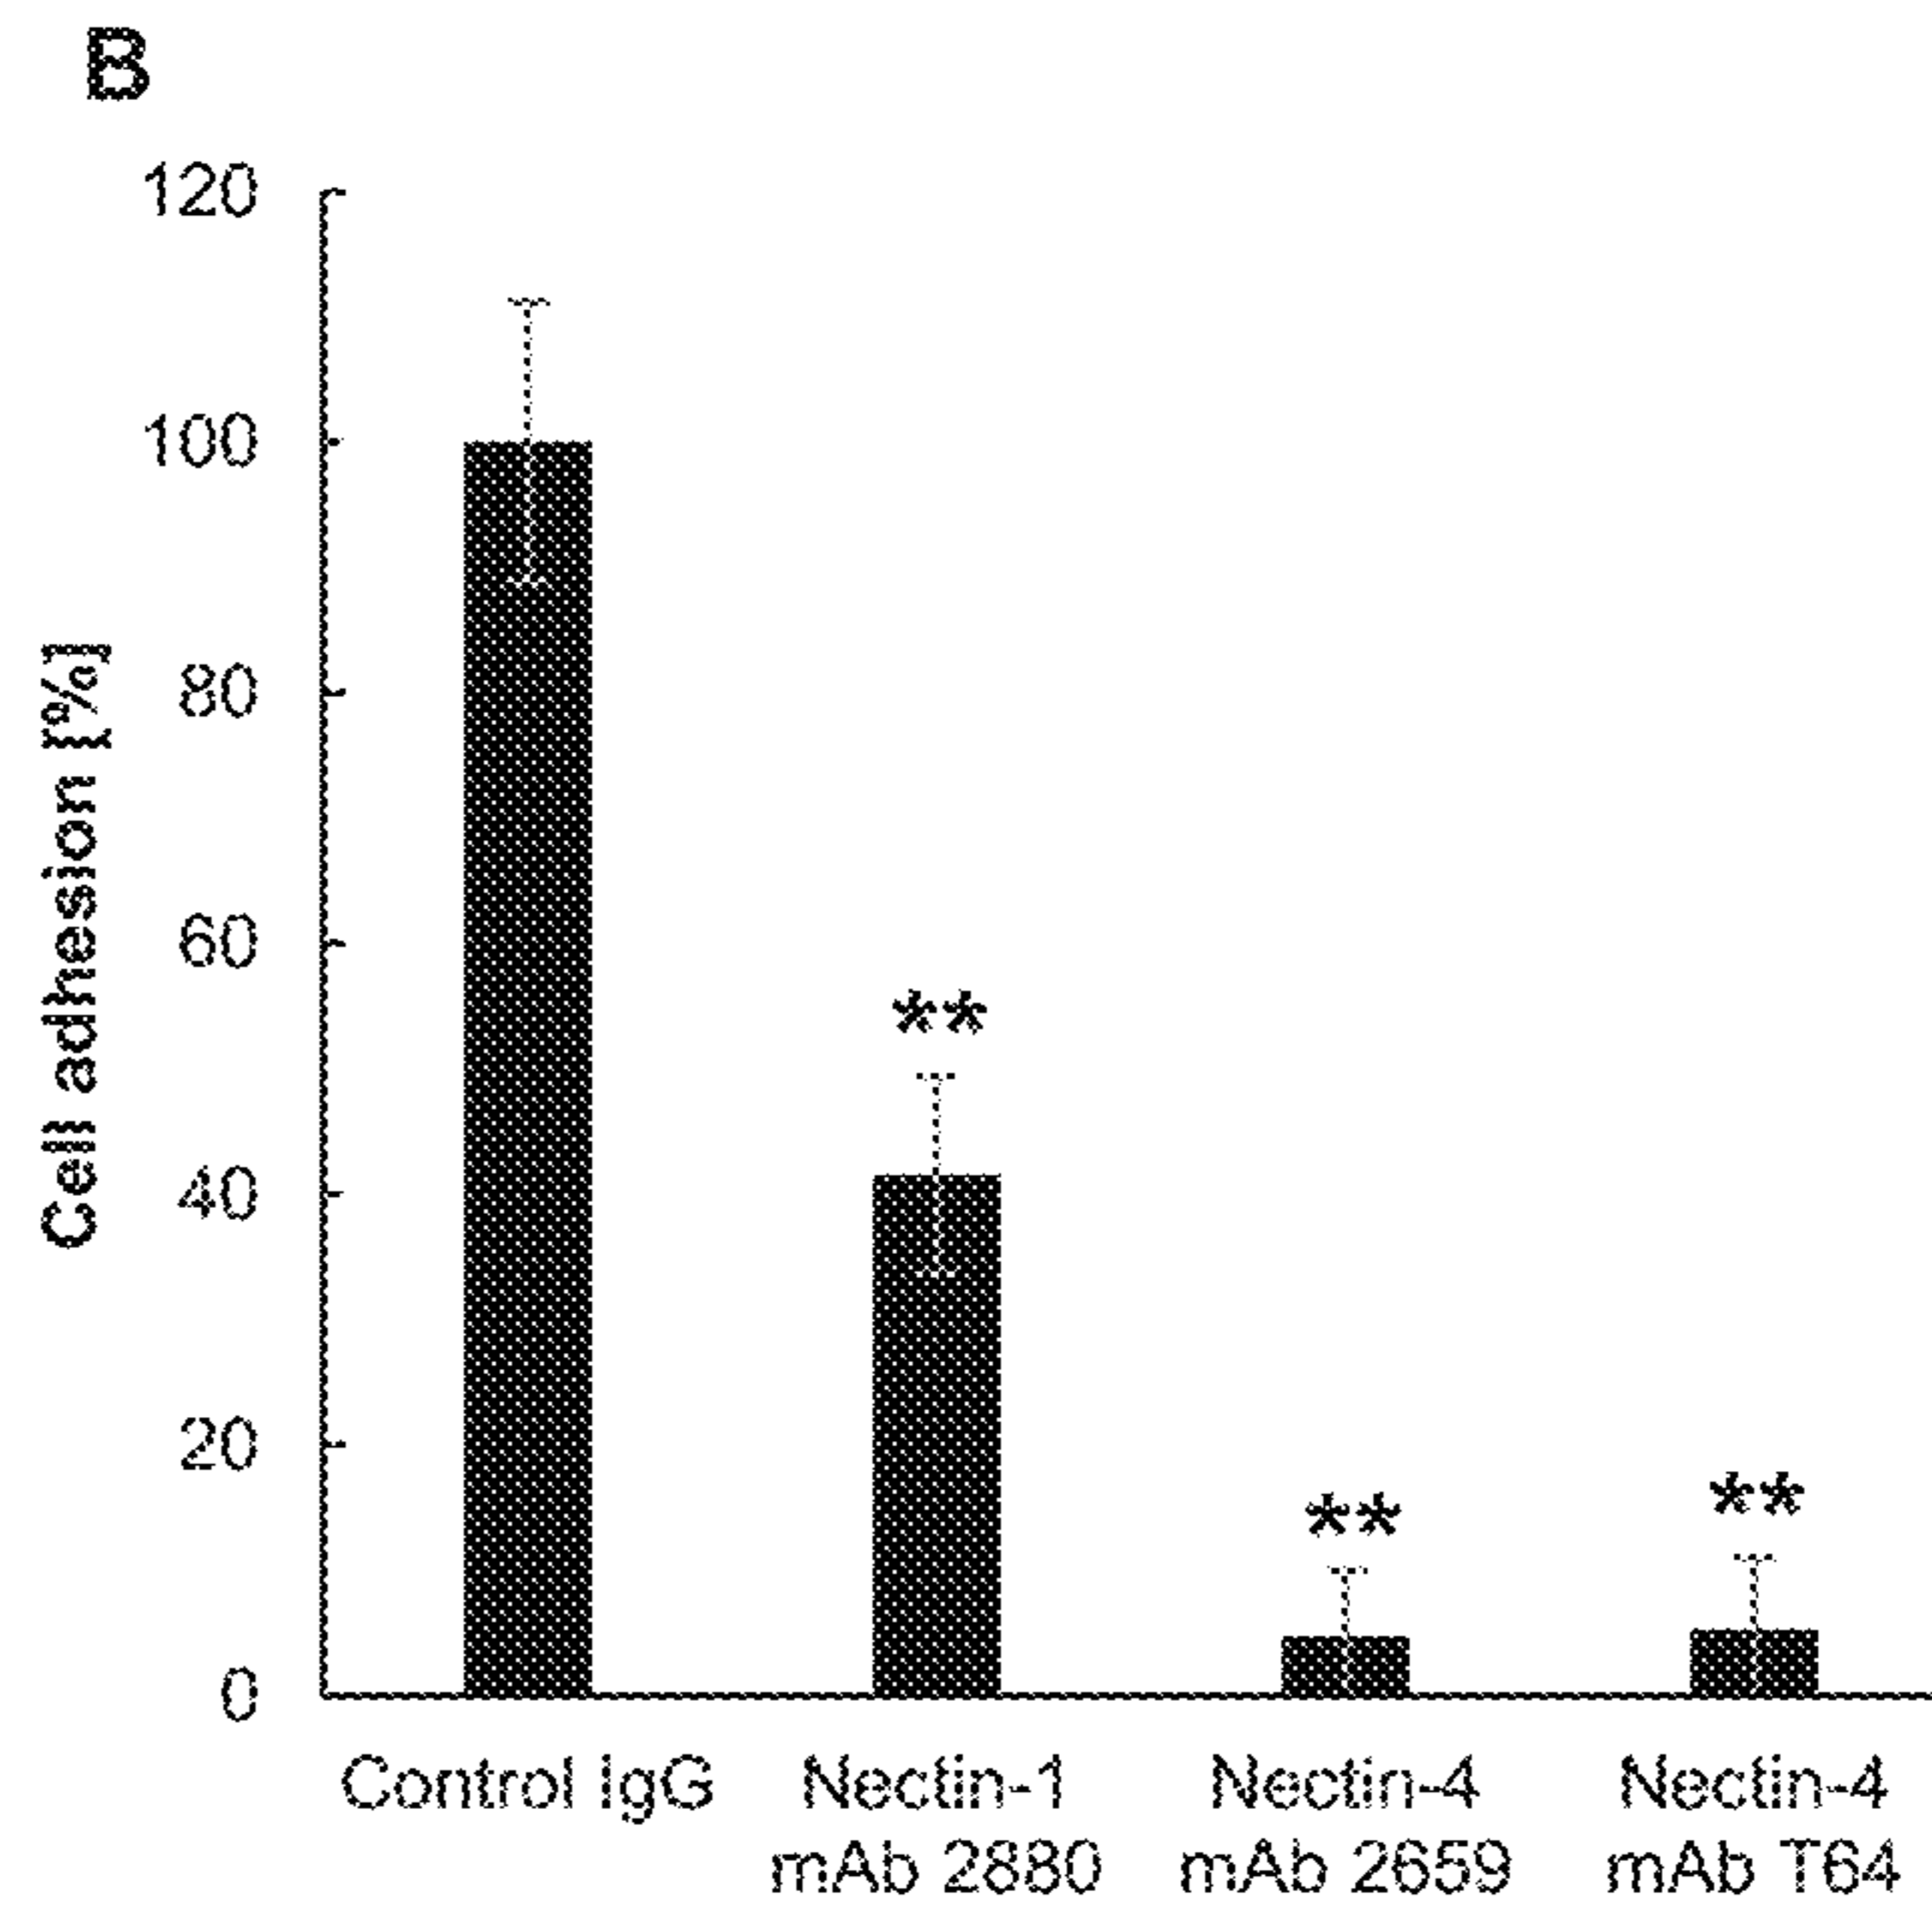 B
120
100
80
60
40
20
0
Cell adhesion [%]
**
**
**
Control IgG
Nectin-1
mAb 2880
Nectin-4
mAb 2659
Nectin-4
mAb T64